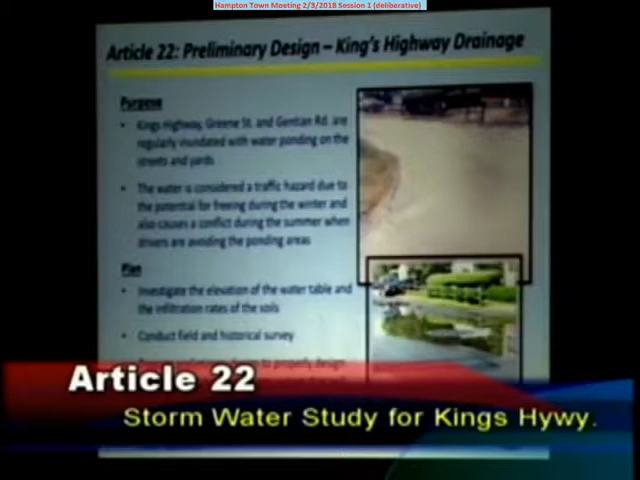 Hampton Town Meeting 2/3/2018 Session 1 (deliberative)
Article 22: Preliminary Design – King's Highway Drainage
Purpose
• Kings Highway, Greene St. and Gentian Rd. are
regularly inundated with water ponding on the
streets and yards
• The water is considered a traffic hazard due to
the potential for freezing during the winter and
also causes a conflict during the summer when
drivers are avoiding the ponding areas
Plan
• Investigate the elevation of the water table and
the infiltration rates of the soils
• Conduct field and historical survey
to properly design
Article 22
Storm Water Study for Kings Hywy.